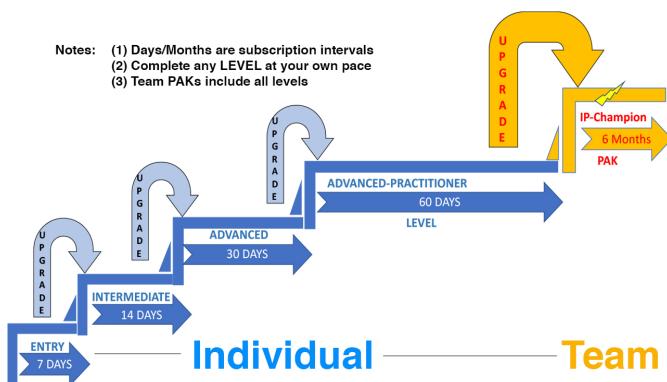 Notes: (1) Days/Months are subscription intervals
(2) Complete any LEVEL at your own pace
(3) Team PAKs include all levels
UPGRADE
IP-Champion
6 Months
PAK
UPGRADE
ADVANCED-PRACTITIONER
60 DAYS
LEVEL
UPGRADE
ADVANCED
30 DAYS
UPGRADE
INTERMEDIATE
14 DAYS
ENTRY
7 DAYS
Individual
Team